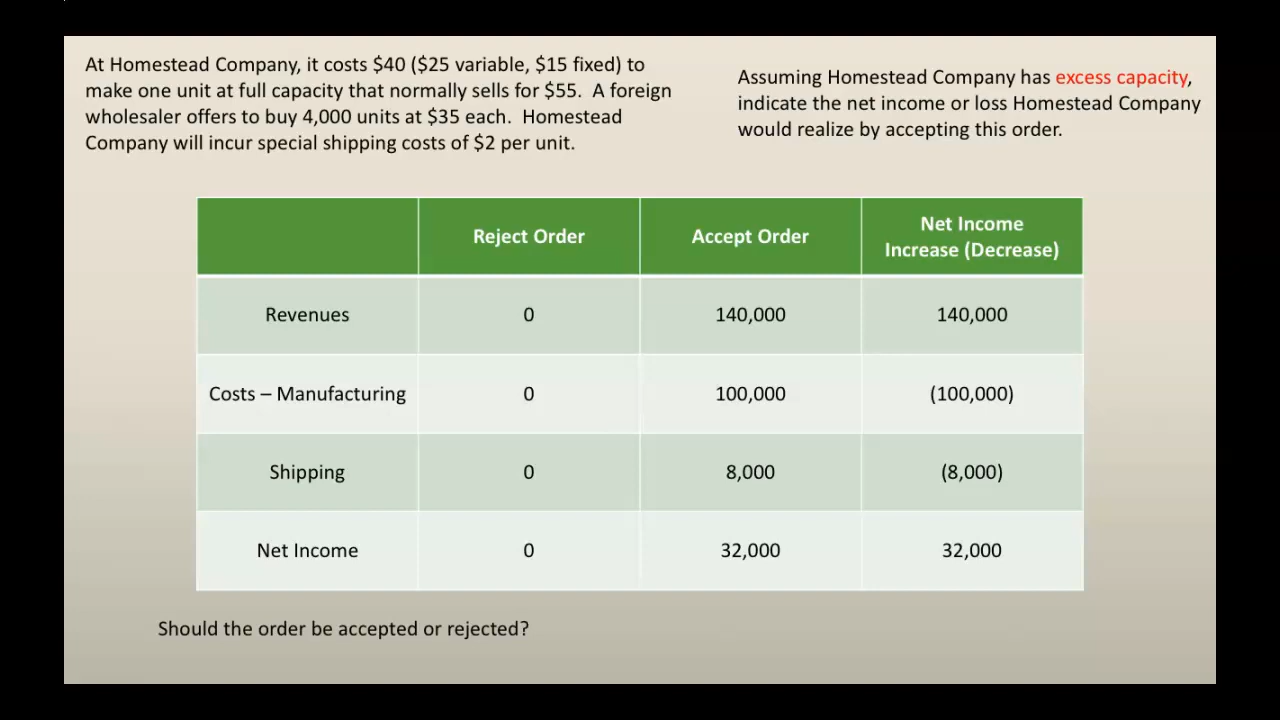 At Homestead Company, it costs $40 ($25 variable, $15 fixed) to
make one unit at full capacity that normally sells for $55.  A foreign
wholesaler offers to buy 4,000 units at $35 each.  Homestead
Company will incur special shipping costs of $2 per unit.
Assuming Homestead Company has excess capacity,
indicate the net income or loss Homestead Company
would realize by accepting this order.
Reject Order
Accept Order
Net Income
Increase (Decrease)
Revenues
0
140,000
140,000
Costs – Manufacturing
0
100,000
(100,000)
Shipping
0
8,000
(8,000)
Net Income
0
32,000
32,000
Should the order be accepted or rejected?